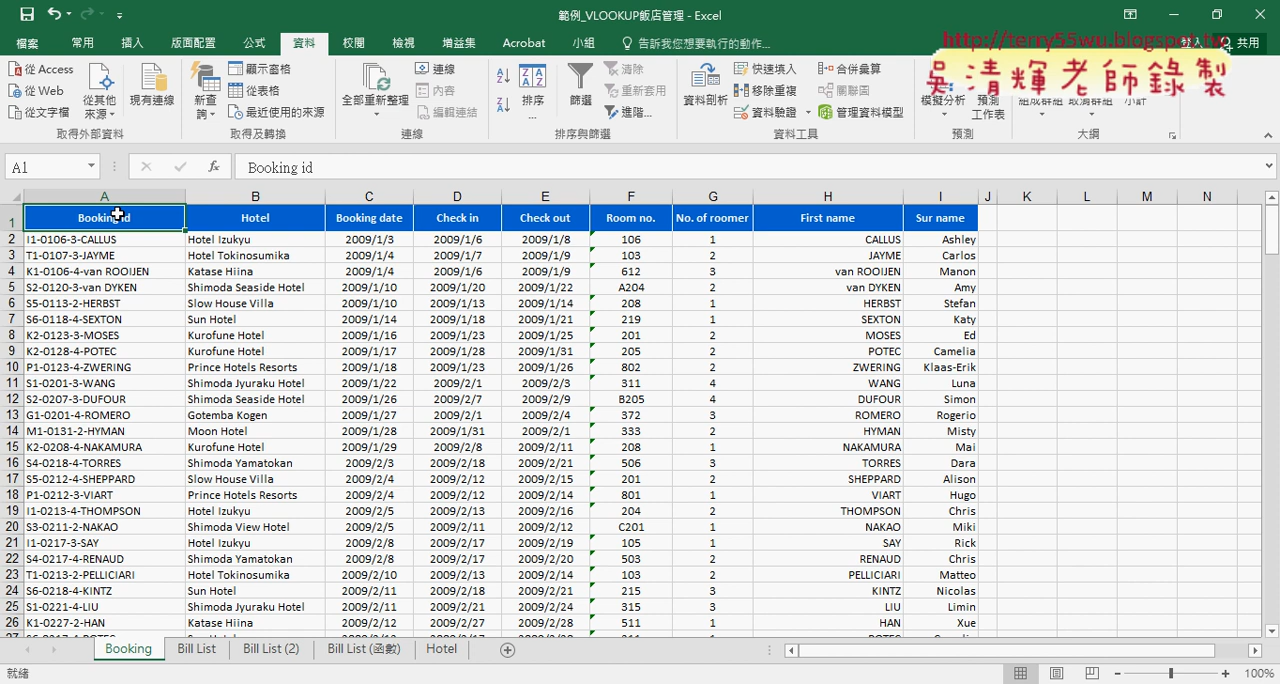 範例_VLOOKUP飯店管理 - Excel
檔案 常用 插入 版面配置 公式 資料 校閱 檢視 增益集 Acrobat 小組 告訴我您想要執行的動作... 登入 共用
http://terry55wu.blogspot.tw
吳清輝老師錄製
從 Access 從 Web 從文字檔 從其他來源 現有連線 取得外部資料
新查詢 顯示窗格 從表格 最近使用的來源 取得及轉換
全部重新整理 連線 內容 編輯連結 連線
排序... 篩選 清除 重新套用 進階... 排序與篩選
資料剖析 快速填入 移除重複 資料驗證 合併彙算 關聯圖 管理資料模型 資料工具
模擬分析 預測工作表 預測
組成群組 取消群組 小計 大綱
A1 fx Booking id
A B C D E F G H I J K L M N
1 Booking id Hotel Booking date Check in Check out Room no. No. of roomer First name Sur name
2 I1-0106-3-CALLUS Hotel Izukyu 2009/1/3 2009/1/6 2009/1/8 106 1 CALLUS Ashley
3 T1-0107-3-JAYME Hotel Tokinosumika 2009/1/4 2009/1/7 2009/1/9 103 2 JAYME Carlos
4 K1-0106-4-van ROOIJEN Katase Hiina 2009/1/4 2009/1/6 2009/1/9 612 3 van ROOIJEN Manon
5 S2-0120-3-van DYKEN Shimoda Seaside Hotel 2009/1/10 2009/1/20 2009/1/22 A204 2 van DYKEN Amy
6 S5-0113-2-HERBST Slow House Villa 2009/1/10 2009/1/13 2009/1/14 208 1 HERBST Stefan
7 S6-0118-4-SEXTON Sun Hotel 2009/1/14 2009/1/18 2009/1/21 219 1 SEXTON Katy
8 K2-0123-3-MOSES Kurofune Hotel 2009/1/16 2009/1/23 2009/1/25 201 2 MOSES Ed
9 K2-0128-4-POTEC Kurofune Hotel 2009/1/17 2009/1/28 2009/1/31 205 2 POTEC Camelia
10 P1-0123-4-ZWERING Prince Hotels Resorts 2009/1/18 2009/1/23 2009/1/26 802 2 ZWERING Klaas-Erik
11 S1-0201-3-WANG Shimoda Jyuraku Hotel 2009/1/22 2009/2/1 2009/2/3 311 4 WANG Luna
12 S2-0207-3-DUFOUR Shimoda Seaside Hotel 2009/1/26 2009/2/7 2009/2/9 B205 4 DUFOUR Simon
13 G1-0201-4-ROMERO Gotemba Kogen 2009/1/27 2009/2/1 2009/2/4 372 3 ROMERO Rogerio
14 M1-0131-2-HYMAN Moon Hotel 2009/1/28 2009/1/31 2009/2/1 333 2 HYMAN Misty
15 K2-0208-4-NAKAMURA Kurofune Hotel 2009/1/29 2009/2/8 2009/2/11 208 1 NAKAMURA Mai
16 S4-0218-4-TORRES Shimoda Yamatokan 2009/2/3 2009/2/18 2009/2/21 506 3 TORRES Dara
17 S5-0212-4-SHEPPARD Slow House Villa 2009/2/4 2009/2/12 2009/2/15 201 2 SHEPPARD Alison
18 P1-0212-3-VIART Prince Hotels Resorts 2009/2/4 2009/2/12 2009/2/14 801 1 VIART Hugo
19 I1-0213-4-THOMPSON Hotel Izukyu 2009/2/5 2009/2/13 2009/2/16 204 2 THOMPSON Chris
20 S3-0211-2-NAKAO Shimoda View Hotel 2009/2/5 2009/2/11 2009/2/12 C201 1 NAKAO Miki
21 I1-0217-3-SAY Hotel Izukyu 2009/2/8 2009/2/17 2009/2/19 105 1 SAY Rick
22 S4-0217-4-RENAUD Shimoda Yamatokan 2009/2/8 2009/2/17 2009/2/20 503 2 RENAUD Chris
23 T1-0213-2-PELLICIARI Hotel Tokinosumika 2009/2/10 2009/2/13 2009/2/14 103 2 PELLICIARI Matteo
24 S6-0218-4-KINTZ Sun Hotel 2009/2/11 2009/2/18 2009/2/21 215 3 KINTZ Nicolas
25 S1-0221-4-LIU Shimoda Jyuraku Hotel 2009/2/11 2009/2/21 2009/2/24 315 3 LIU Limin
26 K1-0227-2-HAN Katase Hiina 2009/2/12 2009/2/27 2009/2/28 511 1 HAN Xue
Booking Bill List Bill List (2) Bill List (函數) Hotel
就緒 100%